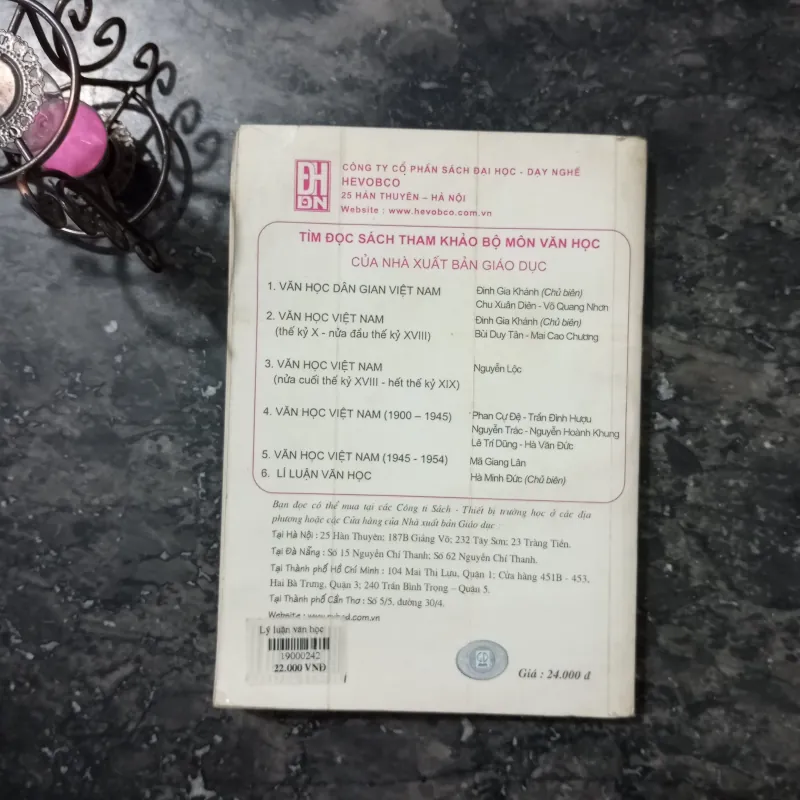 ĐH
DN
CÔNG TY CỔ PHẦN SÁCH ĐẠI HỌC - DẠY NGHỀ
HEVOBCO
25 HÀN THUYÊN – HÀ NỘI
Website : www.hevobco.com.vn
TÌM ĐỌC SÁCH THAM KHẢO BỘ MÔN VĂN HỌC
CỦA NHÀ XUẤT BẢN GIÁO DỤC
1. VĂN HỌC DÂN GIAN VIỆT NAM Đinh Gia Khánh (Chủ biên)
Chu Xuân Diên - Võ Quang Nhơn
2. VĂN HỌC VIỆT NAM Đinh Gia Khánh (Chủ biên)
(thế kỷ X - nửa đầu thế kỷ XVIII) Bùi Duy Tân - Mai Cao Chương
3. VĂN HỌC VIỆT NAM Nguyễn Lộc
(nửa cuối thế kỷ XVIII - hết thế kỷ XIX)
4. VĂN HỌC VIỆT NAM (1900 – 1945) Phan Cự Đệ - Trần Đình Hượu
Nguyễn Trác - Nguyễn Hoành Khung
Lê Trí Dũng - Hà Văn Đức
5. VĂN HỌC VIỆT NAM (1945 - 1954) Mã Giang Lân
6. LÍ LUẬN VĂN HỌC Hà Minh Đức (Chủ biên)
Bạn đọc có thể mua tại các Công ti Sách - Thiết bị trường học ở các địa
phương hoặc các Cửa hàng của Nhà xuất bản Giáo dục :
Tại Hà Nội : 25 Hàn Thuyên; 187B Giảng Võ; 232 Tây Sơn; 23 Tràng Tiền.
Tại Đà Nẵng : Số 15 Nguyễn Chí Thanh; Số 62 Nguyễn Chí Thanh.
Tại Thành phố Hồ Chí Minh : 104 Mai Thị Lựu, Quận 1; Cửa hàng 451B - 453,
Hai Bà Trưng, Quận 3; 240 Trần Bình Trọng – Quận 5.
Tại Thành phố Cần Thơ : Số 5/5, đường 30/4.
Website :
Lý luận văn học
19000242
22.000 VNĐ
Giá : 24.000 đ